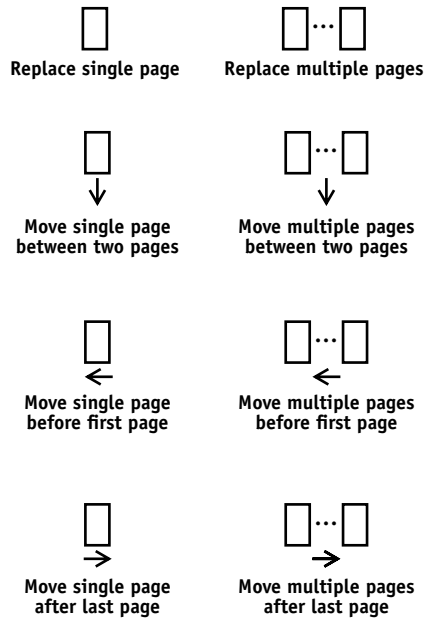 Replace single page
Replace multiple pages
Move single page
between two pages
Move multiple pages
between two pages
Move single page
before first page
Move multiple pages
before first page
Move single page
after last page
Move multiple pages
after last page